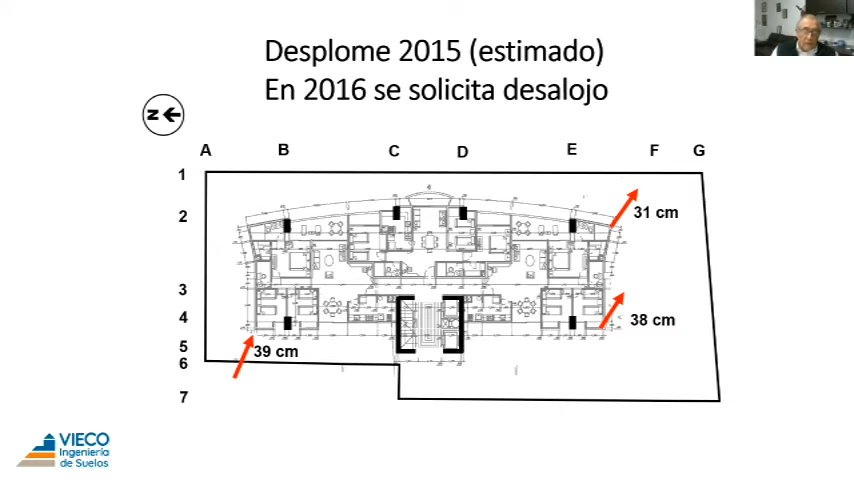 Desplome 2015 (estimado)
En 2016 se solicita desalojo
N
A B C D E F G
1
2
31 cm
3
4
38 cm
5
39 cm
6
7
VIECO
Ingeniería
de Suelos